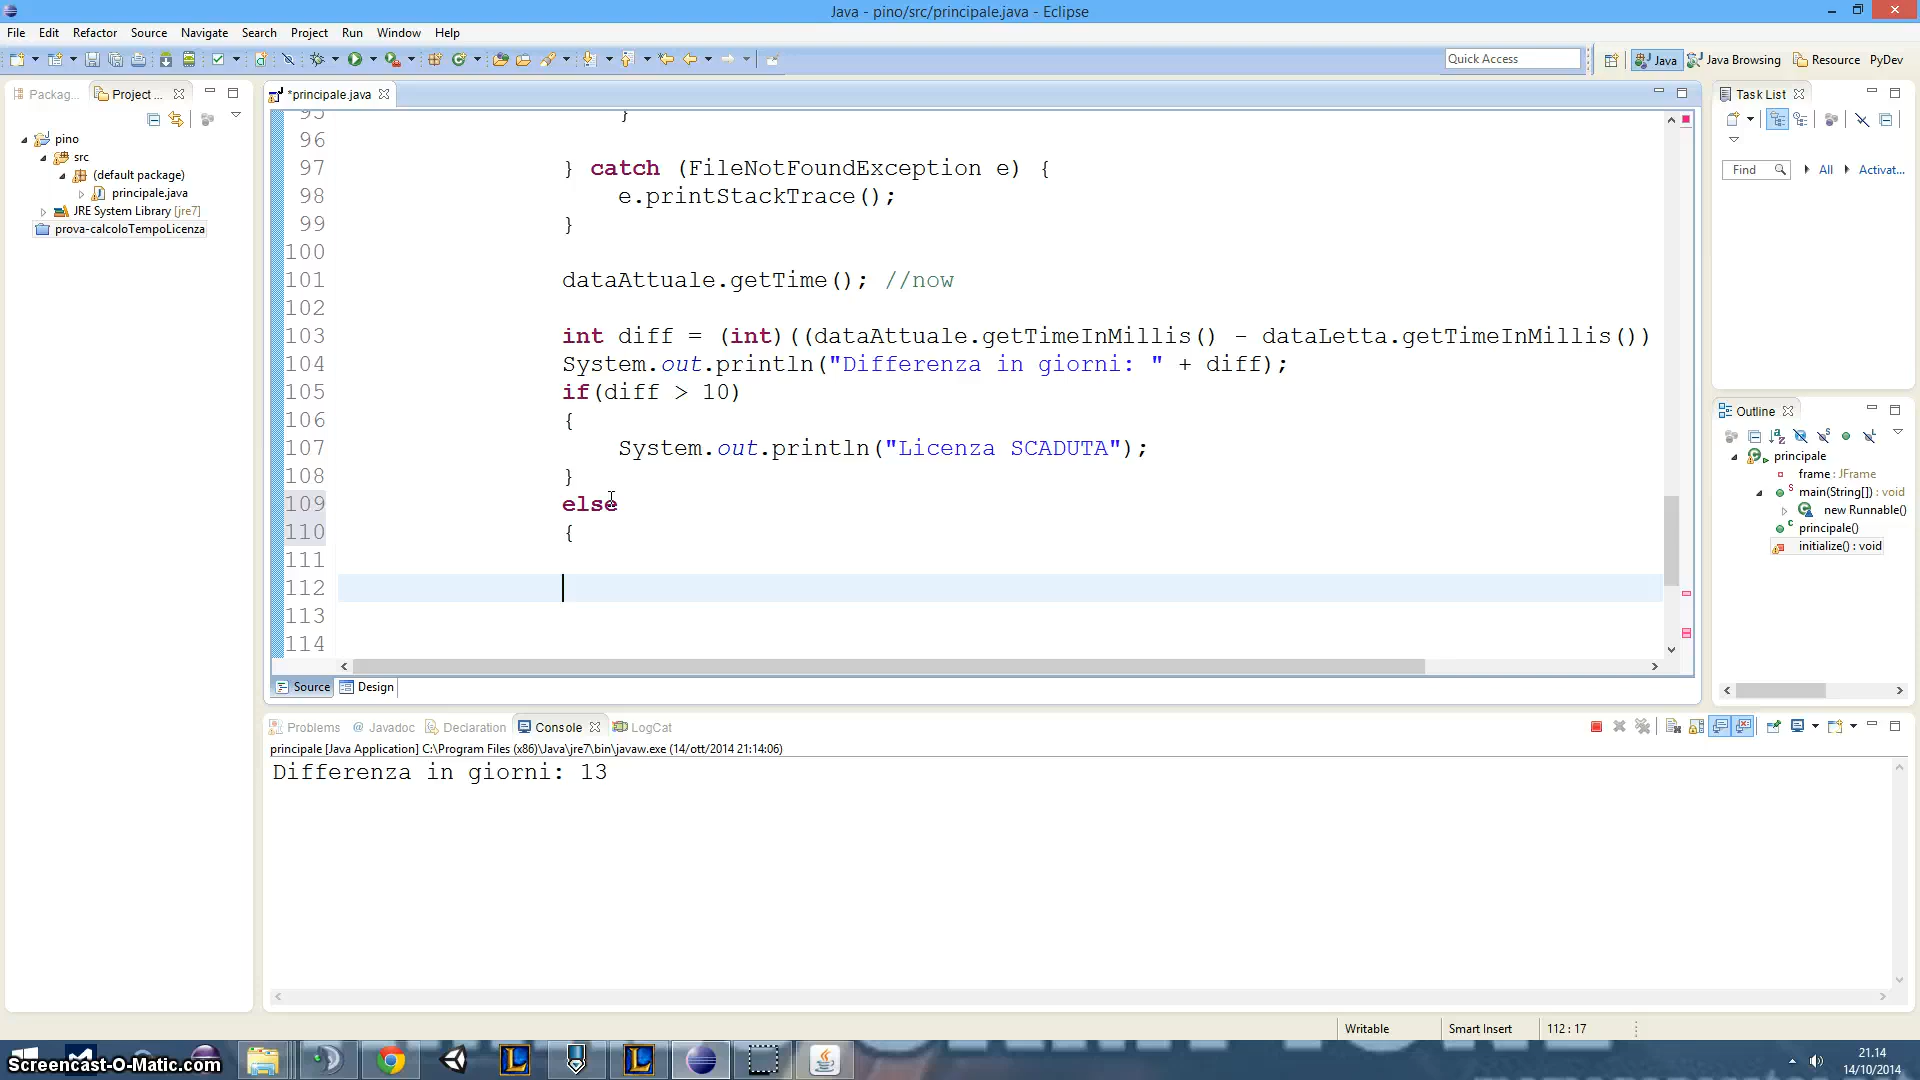 Java - pino/src/principale.java - Eclipse
File Edit Refactor Source Navigate Search Project Run Window Help
Quick Access
Java Java Browsing Resource PyDev
Packag... Project ...
*principale.java
Task List
pino
src
(default package)
principale.java
JRE System Library [jre7]
prova-calcoloTempoLicenza
Find All Activat...
95 }
96
97 } catch (FileNotFoundException e) {
98 e.printStackTrace();
99 }
100
101 dataAttuale.getTime(); //now
102
103 int diff = (int)((dataAttuale.getTimeInMillis() - dataLetta.getTimeInMillis())
104 System.out.println("Differenza in giorni: " + diff);
105 if(diff > 10)
106 {
107 System.out.println("Licenza SCADUTA");
108 }
109 else
110 {
111
112
113
114
Source Design
Outline
principale
frame : JFrame
main(String[]) : void
new Runnable()
principale()
initialize() : void
Problems @ Javadoc Declaration Console LogCat
principale [Java Application] C:\Program Files (x86)\Java\jre7\bin\javaw.exe (14/ott/2014 21:14:06)
Differenza in giorni: 13
Writable Smart Insert 112 : 17
Screencast-O-Matic.com
21.14
14/10/2014